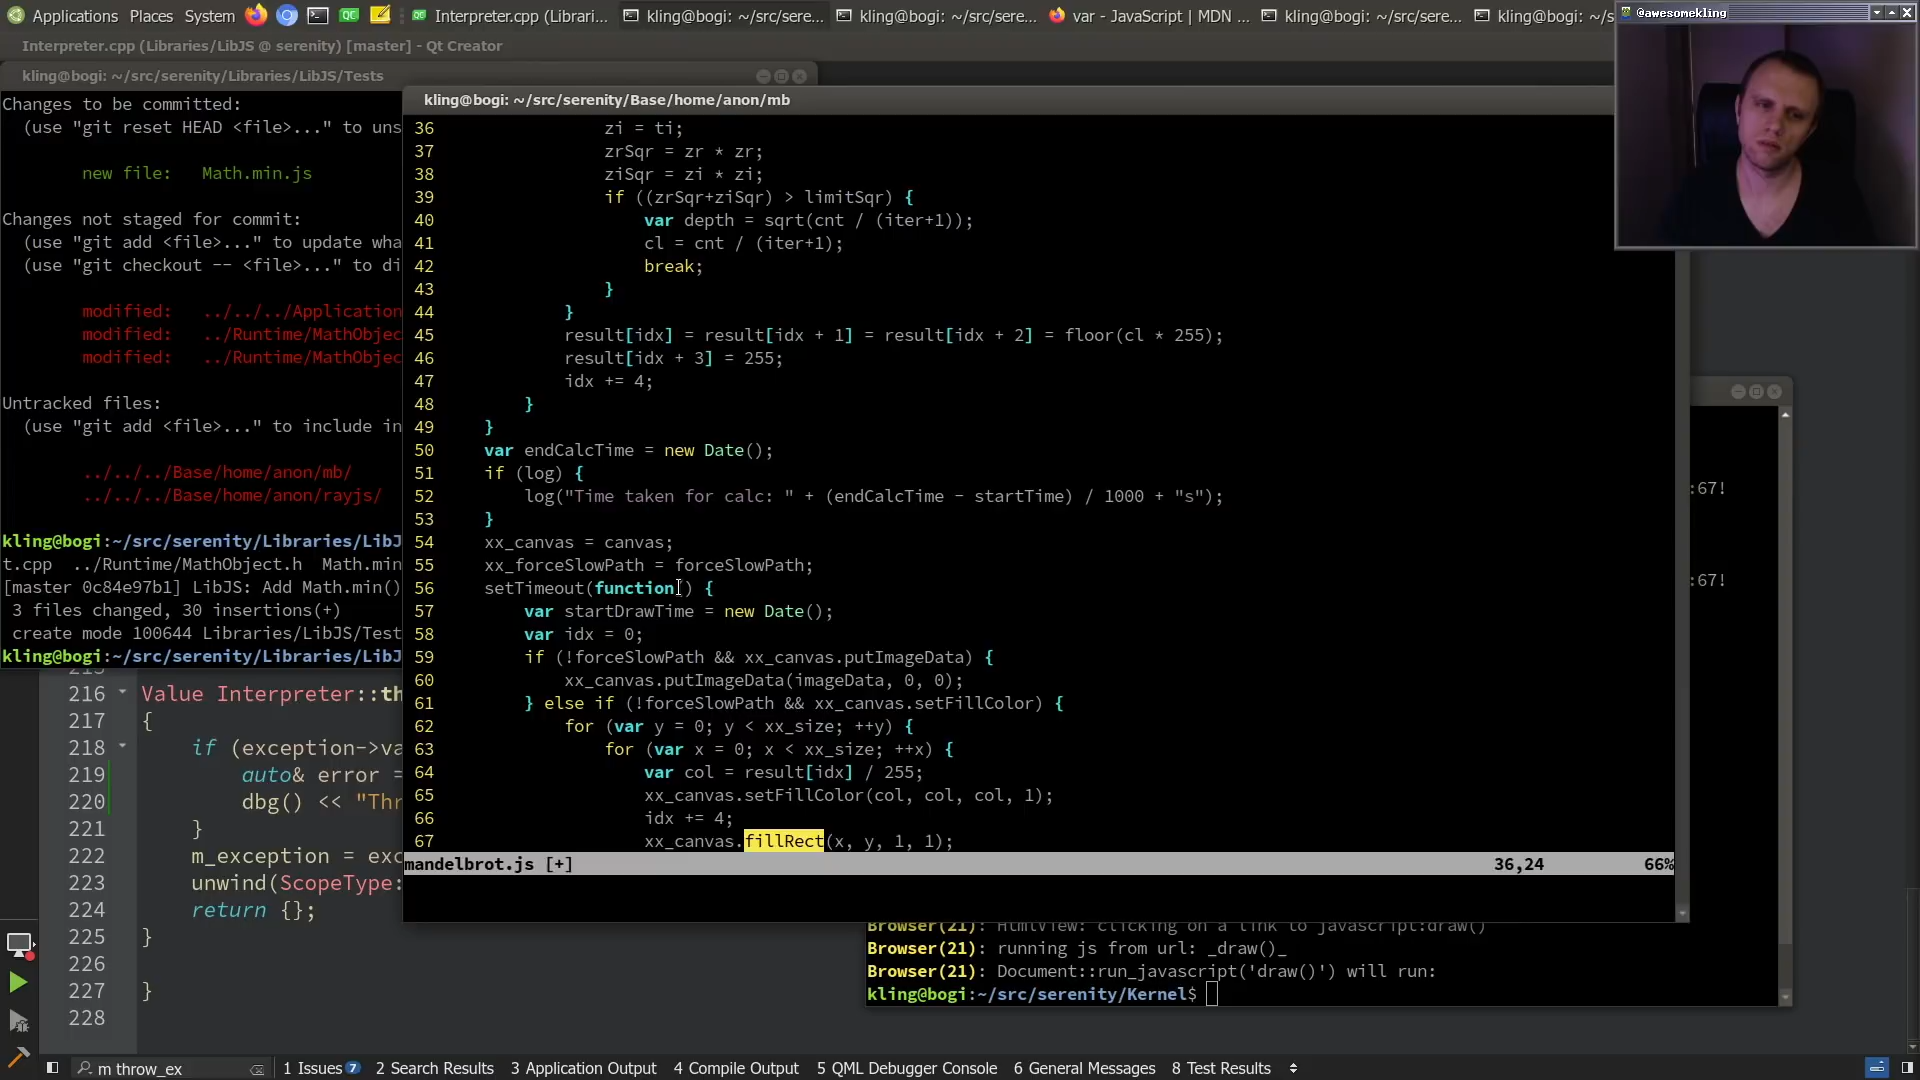 Applications Places System QC Interpreter.cpp (Librari... kling@bogi: ~/src/sere... kling@bogi: ~/src/sere... var - JavaScript | MDN ... kling@bogi: ~/src/sere... kling@bogi: ~/s
@awesomekling
Interpreter.cpp (Libraries/LibJS @ serenity) [master] - Qt Creator
kling@bogi: ~/src/serenity/Libraries/LibJS/Tests
Changes to be committed:
(use "git reset HEAD <file>..." to uns
new file: Math.min.js
Changes not staged for commit:
(use "git add <file>..." to update wha
(use "git checkout -- <file>..." to di
modified: ../../../Application
modified: ../Runtime/MathObjec
modified: ../Runtime/MathObjec
Untracked files:
(use "git add <file>..." to include in
../../../Base/home/anon/mb/
../../../Base/home/anon/rayjs/
kling@bogi:~/src/serenity/Libraries/LibJ
t.cpp ../Runtime/MathObject.h Math.min
[master 0c84e97b1] LibJS: Add Math.min()
3 files changed, 30 insertions(+)
create mode 100644 Libraries/LibJS/Test
kling@bogi:~/src/serenity/Libraries/LibJ
kling@bogi: ~/src/serenity/Base/home/anon/mb
36 zi = ti;
37 zrSqr = zr * zr;
38 ziSqr = zi * zi;
39 if ((zrSqr+ziSqr) > limitSqr) {
40 var depth = sqrt(cnt / (iter+1));
41 cl = cnt / (iter+1);
42 break;
43 }
44 }
45 result[idx] = result[idx + 1] = result[idx + 2] = floor(cl * 255);
46 result[idx + 3] = 255;
47 idx += 4;
48 }
49 }
50 var endCalcTime = new Date();
51 if (log) {
52 log("Time taken for calc: " + (endCalcTime - startTime) / 1000 + "s");
53 }
54 xx_canvas = canvas;
55 xx_forceSlowPath = forceSlowPath;
56 setTimeout(function() {
57 var startDrawTime = new Date();
58 var idx = 0;
59 if (!forceSlowPath && xx_canvas.putImageData) {
60 xx_canvas.putImageData(imageData, 0, 0);
61 } else if (!forceSlowPath && xx_canvas.setFillColor) {
62 for (var y = 0; y < xx_size; ++y) {
63 for (var x = 0; x < xx_size; ++x) {
64 var col = result[idx] / 255;
65 xx_canvas.setFillColor(col, col, col, 1);
66 idx += 4;
67 xx_canvas.fillRect(x, y, 1, 1);
mandelbrot.js [+] 36,24 66%
:67!
:67!
216 Value Interpreter::th
217 {
218 if (exception->va
219 auto& error =
220 dbg() << "Thr
221 }
222 m_exception = exc
223 unwind(ScopeType:
224 return {};
225 }
226
227 }
228
Browser(21): HtmlView: clicking on a link to javascript:draw()
Browser(21): running js from url: _draw()_
Browser(21): Document::run_javascript('draw()') will run:
kling@bogi:~/src/serenity/Kernel$
m throw_ex 1 Issues 7 2 Search Results 3 Application Output 4 Compile Output 5 QML Debugger Console 6 General Messages 8 Test Results